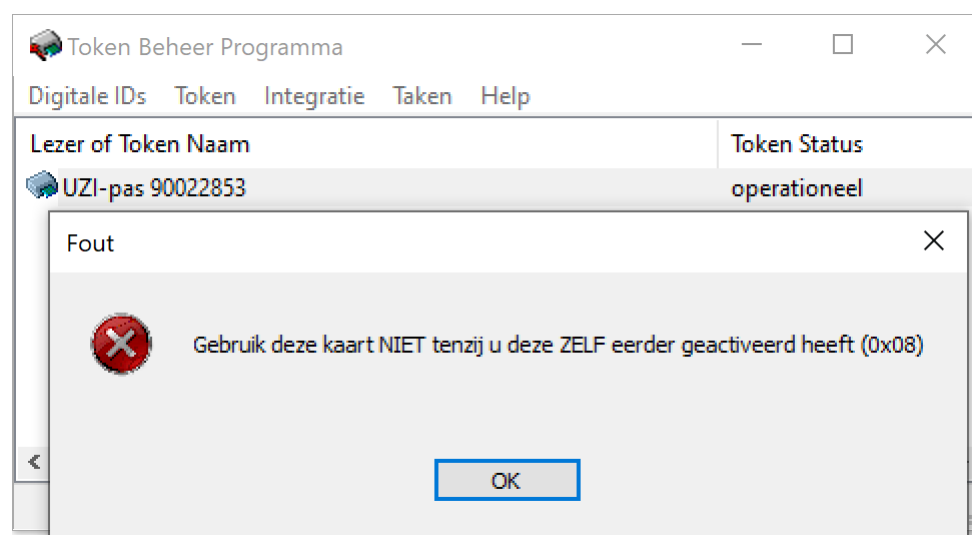 Token Beheer Programma
Digitale IDs Token Integratie Taken Help
Lezer of Token Naam Token Status
UZI-pas 90022853 operationeel
Fout
Gebruik deze kaart NIET tenzij u deze ZELF eerder geactiveerd heeft (0x08)
OK